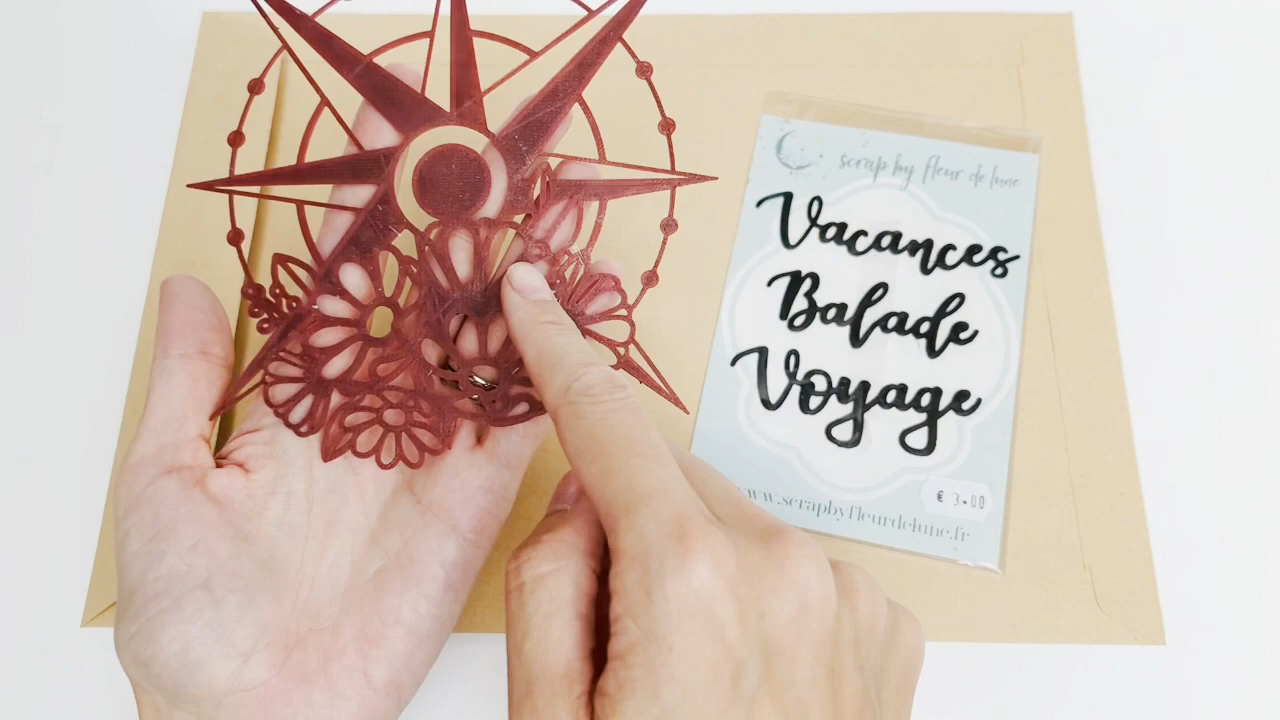 scrap by fleur de lune
Vacances
Balade
Voyage
€ 3.00
www.scrapbyfleurdelune.fr